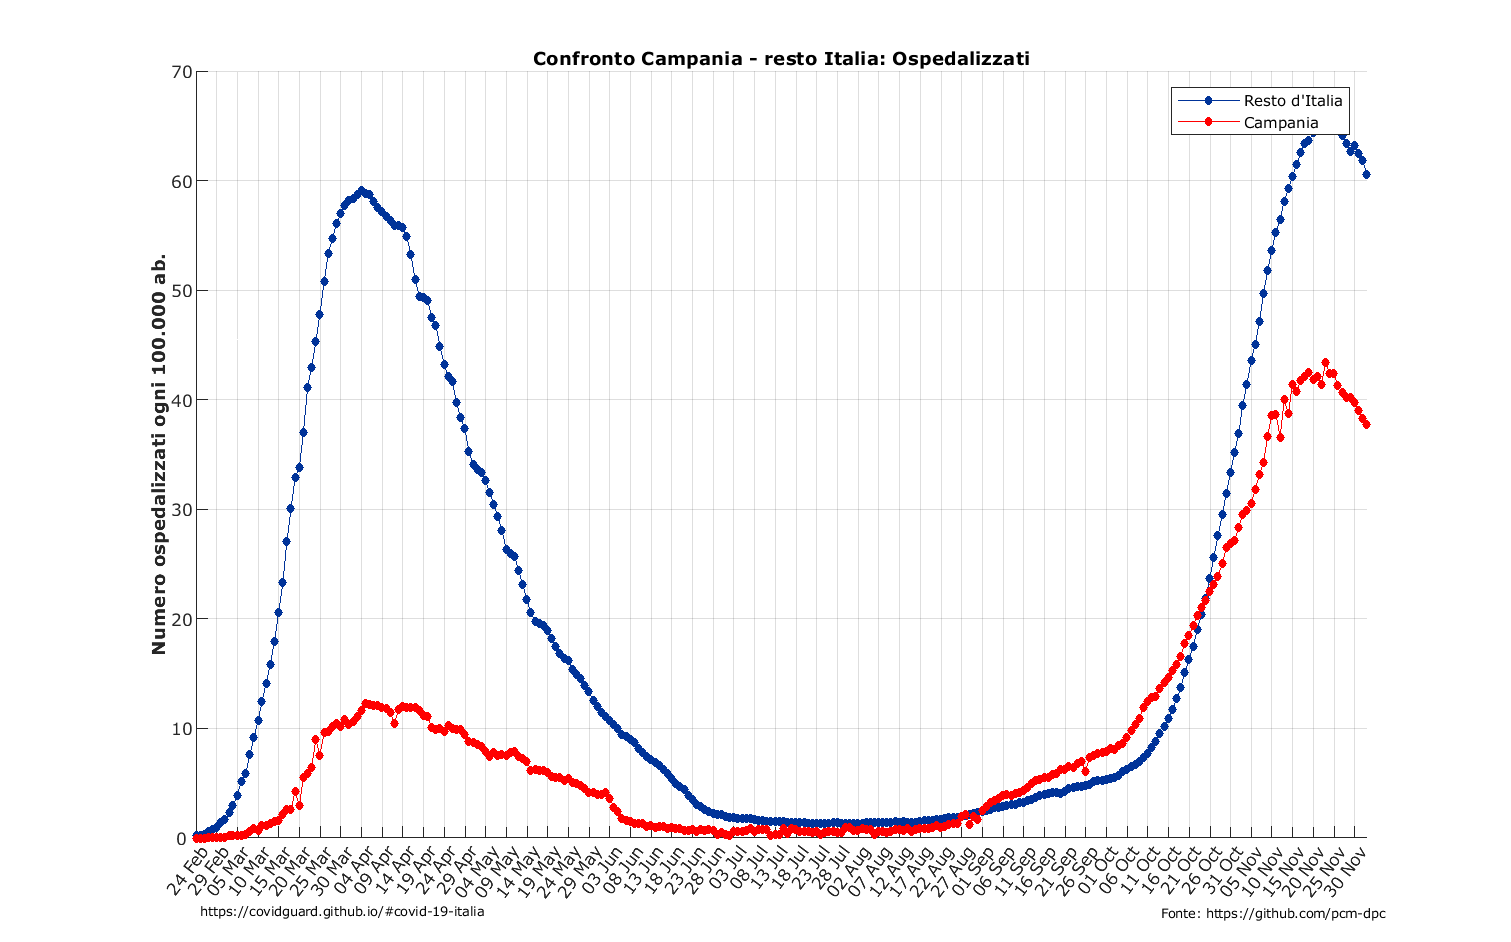 Confronto Campania - resto Italia: Ospedalizzati
Resto d'Italia
Campania
Numero ospedalizzati ogni 100.000 ab.
70
60
50
40
30
20
10
0
24 Feb
29 Feb
05 Mar
10 Mar
15 Mar
20 Mar
25 Mar
30 Mar
04 Apr
09 Apr
14 Apr
19 Apr
24 Apr
29 Apr
04 May
09 May
14 May
19 May
24 May
29 May
03 Jun
08 Jun
13 Jun
18 Jun
23 Jun
28 Jun
03 Jul
08 Jul
13 Jul
18 Jul
23 Jul
28 Jul
02 Aug
07 Aug
12 Aug
17 Aug
22 Aug
27 Aug
01 Sep
06 Sep
11 Sep
16 Sep
21 Sep
26 Sep
01 Oct
06 Oct
11 Oct
16 Oct
21 Oct
26 Oct
31 Oct
05 Nov
10 Nov
15 Nov
20 Nov
25 Nov
30 Nov
https://covidguard.github.io/#covid-19-italia
Fonte: https://github.com/pcm-dpc